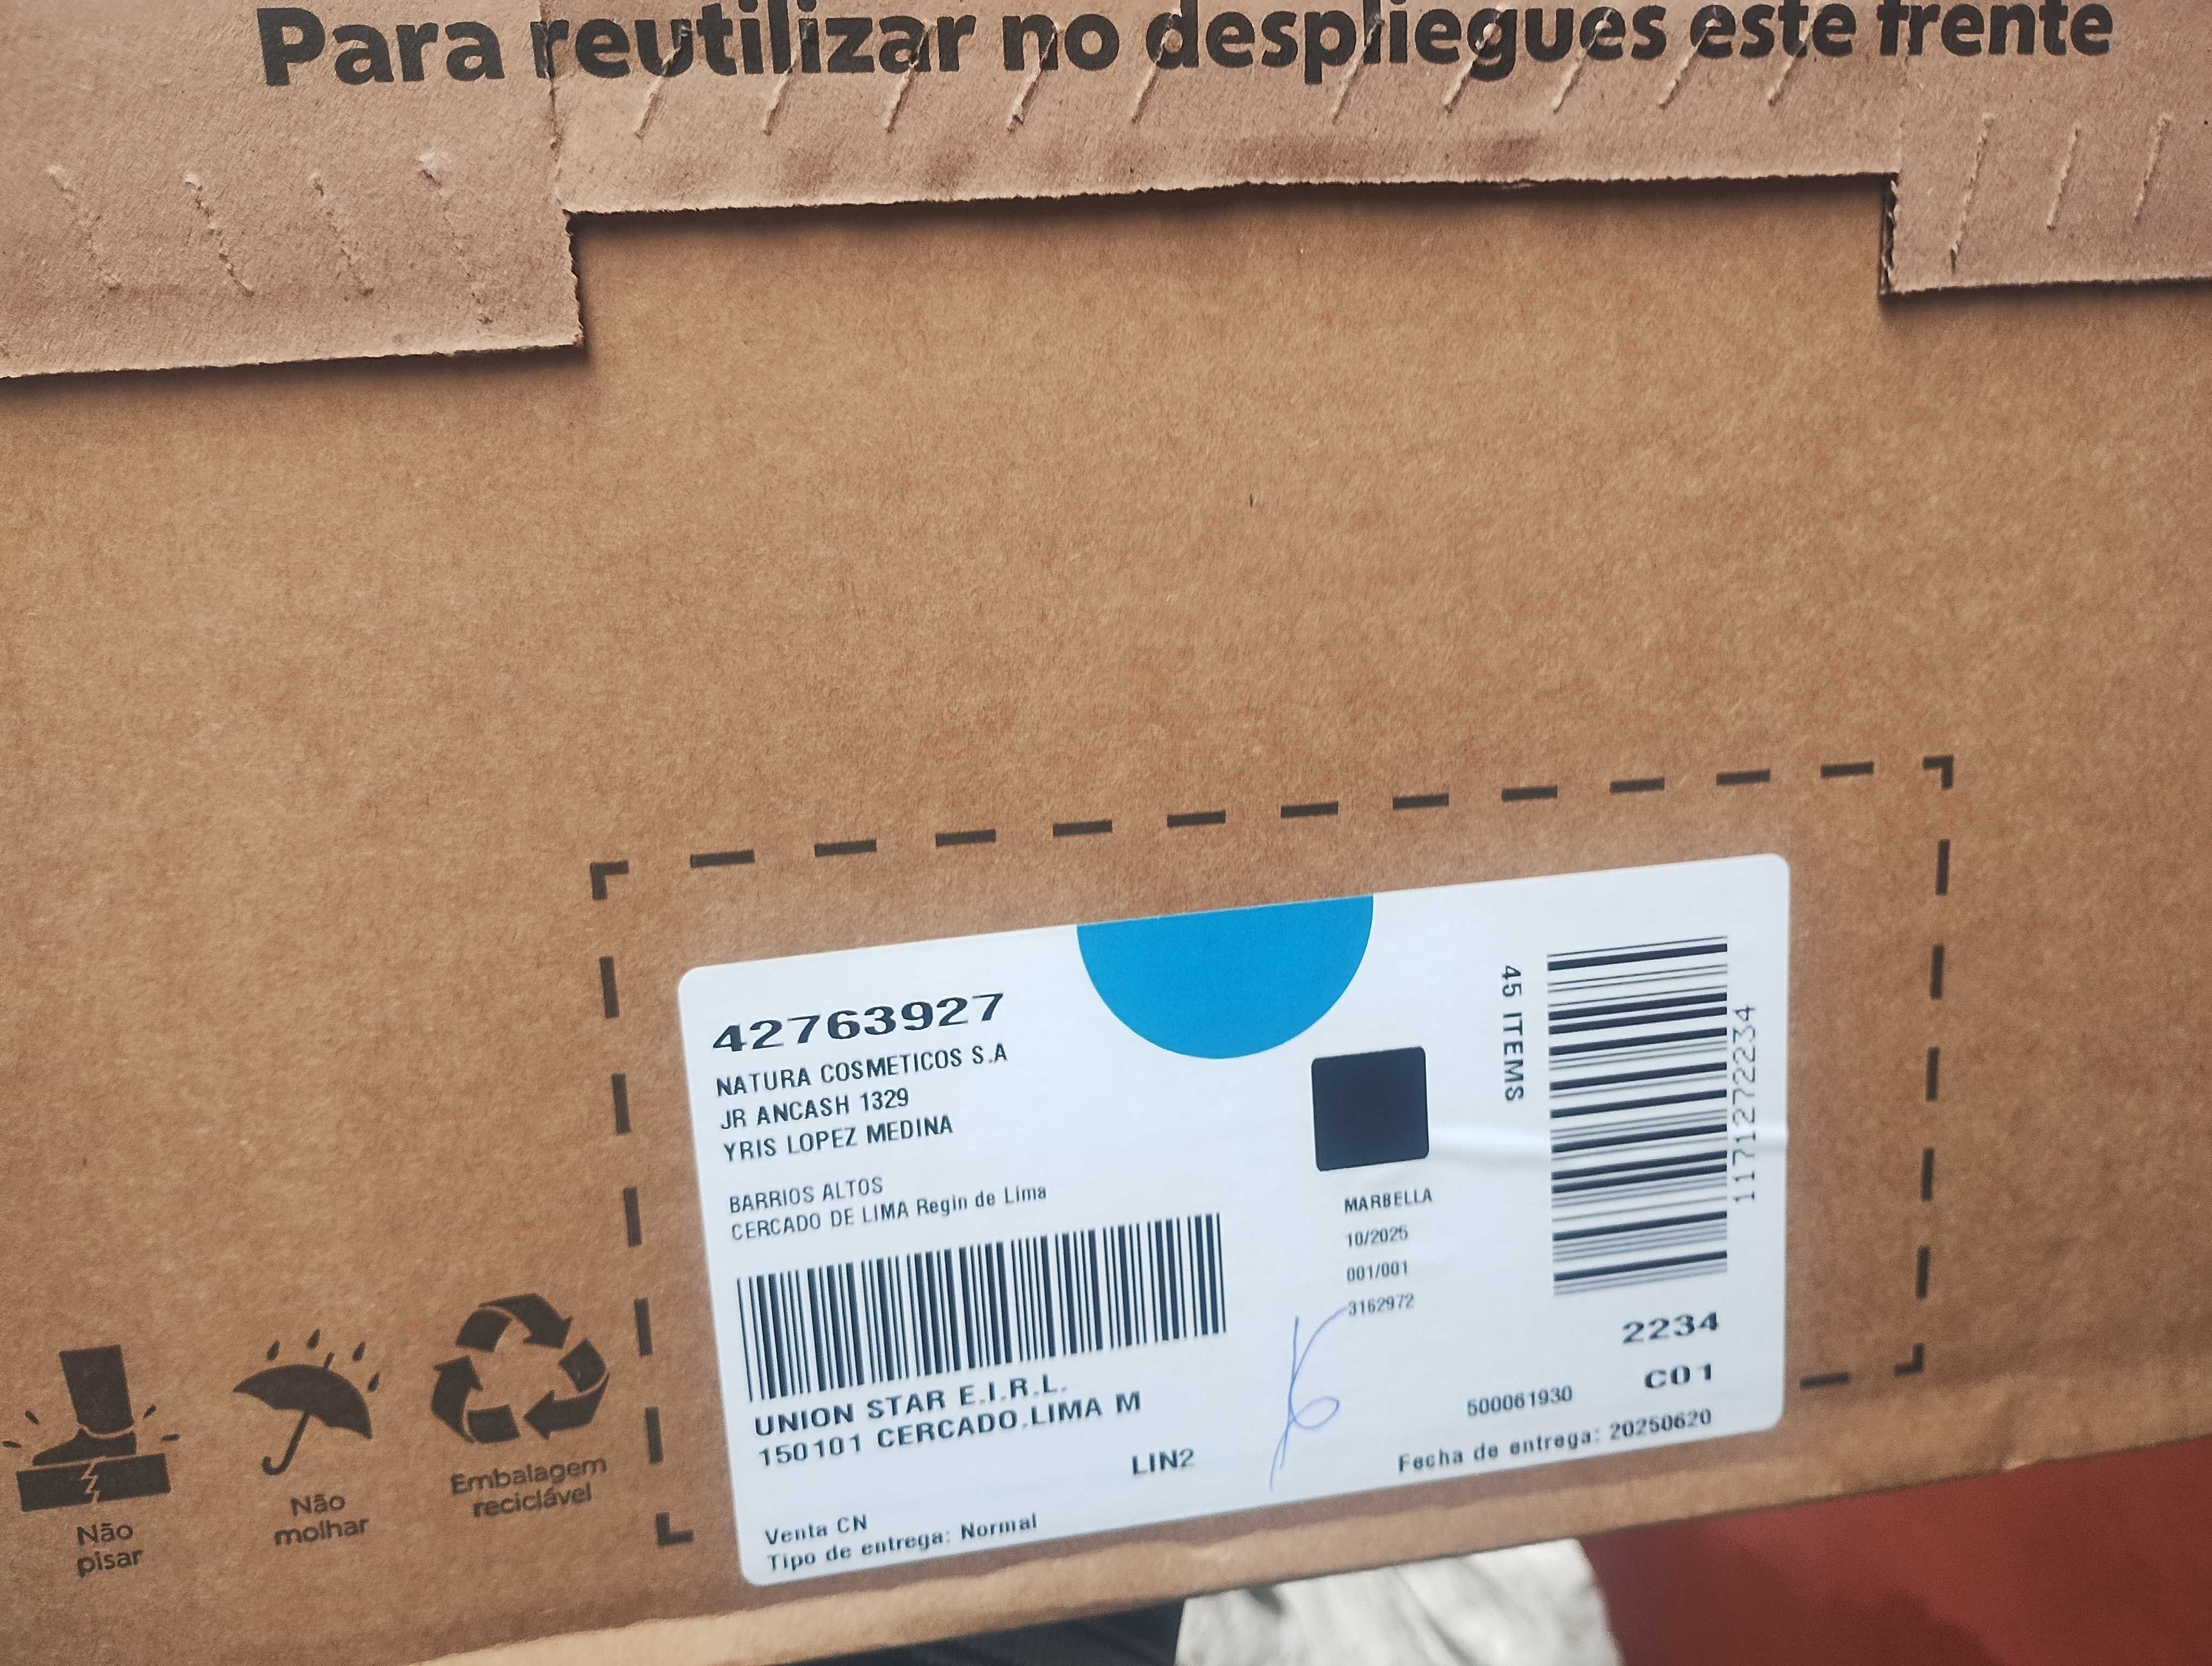 Para reutilizar no despliegues este frente
42763927
NATURA COSMETICOS S.A
JR ANCASH 1329
YRIS LOPEZ MEDINA
BARRIOS ALTOS
CERCADO DE LIMA Regin de Lima
UNION STAR E.I.R.L.
150101 CERCADO.LIMA M
LIN2
Venta CN
Tipo de entrega: Normal
MARBELLA
10/2025
001/001
3162972
45 ITEMS
1171272234
2234
C01
500061930
Fecha de entrega: 20250620
Não
pisar
Não
molhar
Embalagem
reciclável